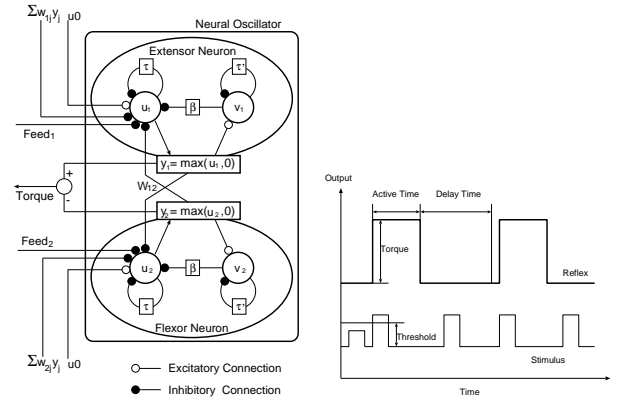 Σw1jyj u0
Neural Oscillator
Extensor Neuron
τ
τ'
u1
β
v1
Feed1
y1= max(u1,0)
+
Torque
-
W12
y2= max(u2,0)
Feed2
u2
β
v2
τ
τ'
Flexor Neuron
Σw2jyj u0
Excitatory Connection
Inhibitory Connection
Output
Active Time
Delay Time
Torque
Reflex
Threshold
Stimulus
Time